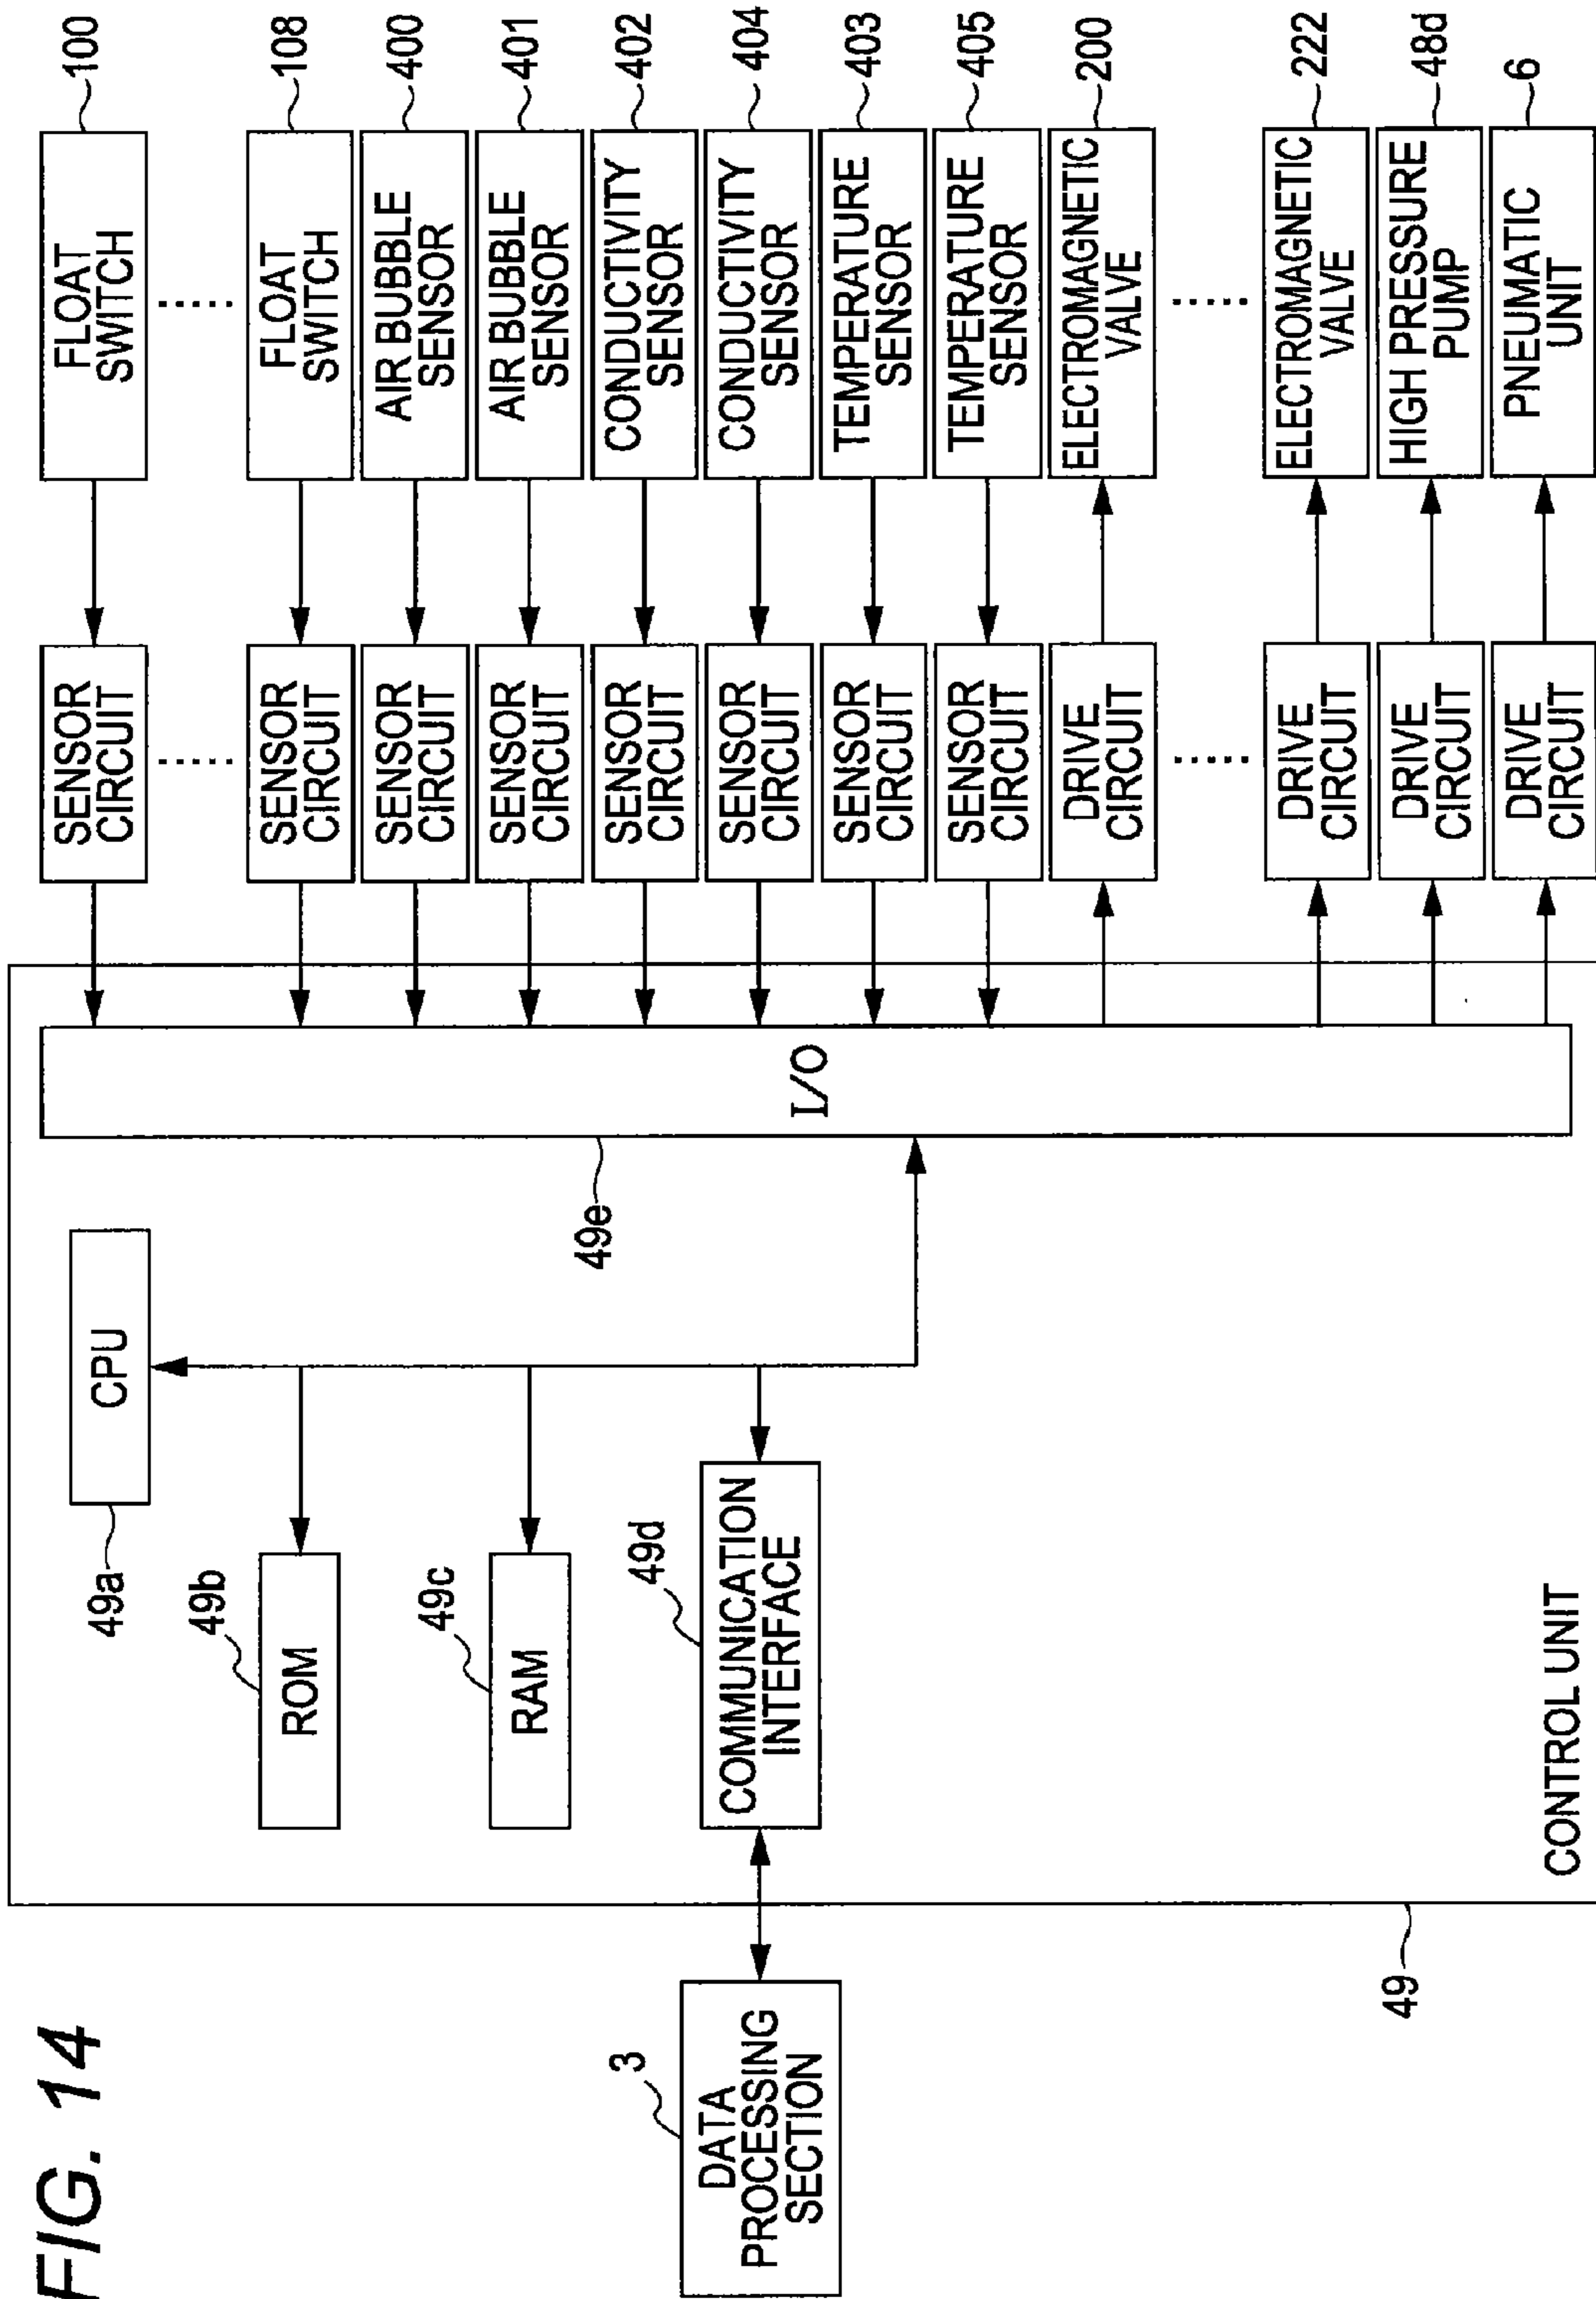 FIG. 14
3
DATA
PROCESSING
SECTION
49
CONTROL UNIT
CPU
49a
49b
ROM
49c
RAM
49d
COMMUNICATION
INTERFACE
49e
I/O
SENSOR
CIRCUIT
FLOAT
SWITCH
100
.....
.....
SENSOR
CIRCUIT
FLOAT
SWITCH
108
SENSOR
CIRCUIT
AIR BUBBLE
SENSOR
400
SENSOR
CIRCUIT
AIR BUBBLE
SENSOR
401
SENSOR
CIRCUIT
CONDUCTIVITY
SENSOR
402
SENSOR
CIRCUIT
CONDUCTIVITY
SENSOR
404
SENSOR
CIRCUIT
TEMPERATURE
SENSOR
403
SENSOR
CIRCUIT
TEMPERATURE
SENSOR
405
DRIVE
CIRCUIT
ELECTROMAGNETIC
VALVE
200
.....
.....
DRIVE
CIRCUIT
ELECTROMAGNETIC
VALVE
222
DRIVE
CIRCUIT
HIGH PRESSURE
PUMP
48d
DRIVE
CIRCUIT
PNEUMATIC
UNIT
6